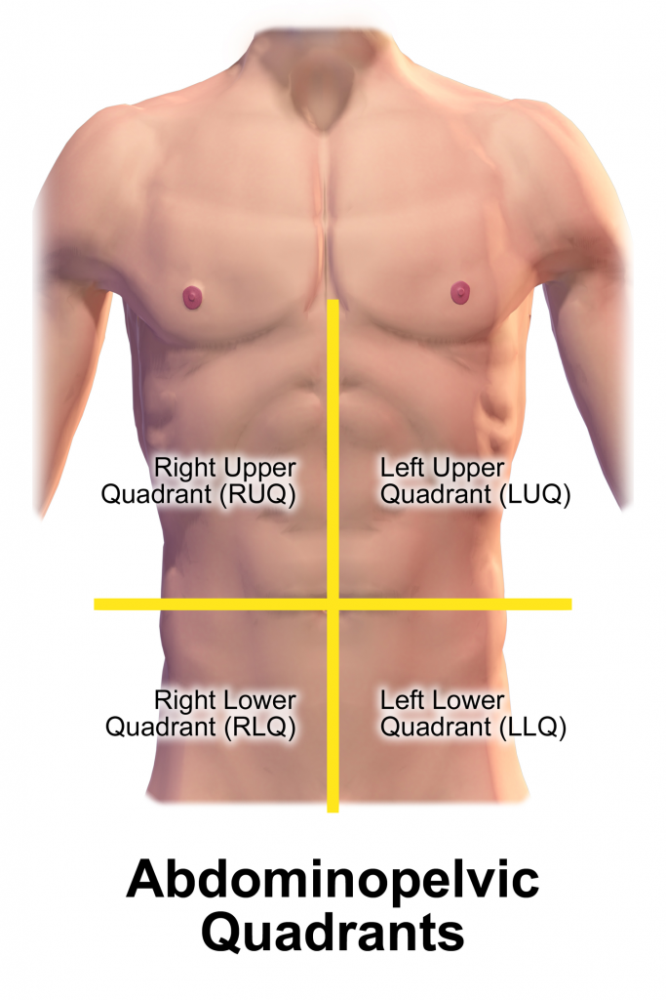 Right Upper
Quadrant (RUQ)
Left Upper
Quadrant (LUQ)
Right Lower
Quadrant (RLQ)
Left Lower
Quadrant (LLQ)
Abdominopelvic
Quadrants